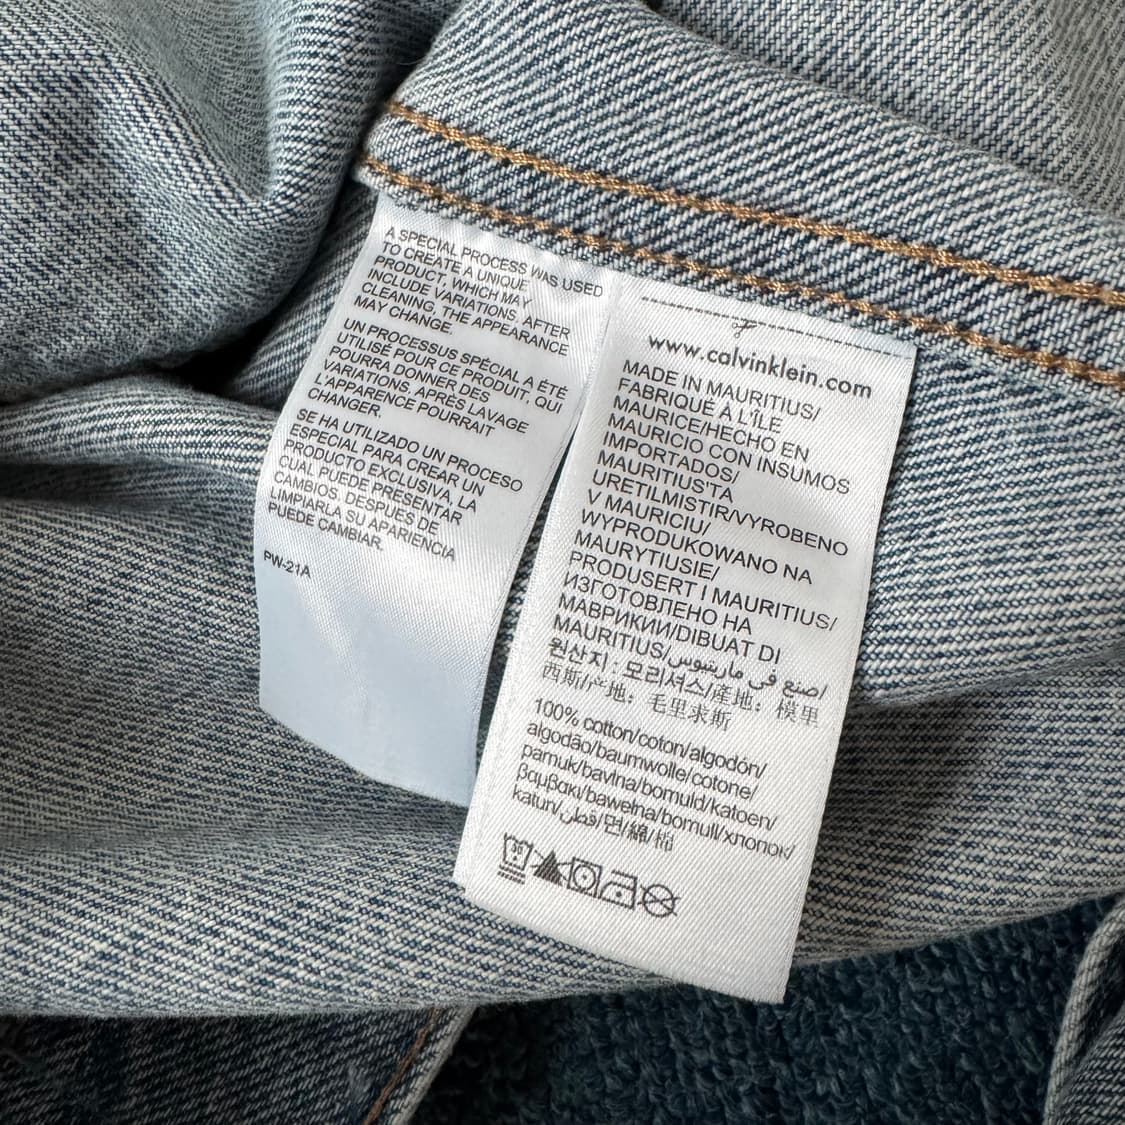 A SPECIAL PROCESS WAS USED
TO CREATE A UNIQUE
PRODUCT, WHICH MAY
INCLUDE VARIATIONS. AFTER
CLEANING, THE APPEARANCE
MAY CHANGE.
UN PROCESSUS SPÉCIAL A ÉTÉ
UTILISÉ POUR CE PRODUIT, QUI
POURRA DONNER DES
VARIATIONS, APRÈS LAVAGE
L'APPARENCE POURRAIT
CHANGER.
SE HA UTILIZADO UN PROCESO
ESPECIAL PARA CREAR UN
PRODUCTO EXCLUSIVA, LA
CUAL PUEDE PRESENTAR
CAMBIOS. DESPUES DE
LIMPIARLA SU APARIENCIA
PUEDE CAMBIAR.
PW-21A
www.calvinklein.com
MADE IN MAURITIUS/
FABRIQUÉ À L'ÎLE
MAURICE/HECHO EN
MAURICIO CON INSUMOS
IMPORTADOS/
MAURITIUS'TA
URETILMISTIR/VYROBENO
V MAURICIU/
WYPRODUKOWANO NA
MAURYTIUSIE/
PRODUSERT I MAURITIUS/
ИЗГОТОВЛЕНО НА
МАВРИКИИ/DIBUAT DI
MAURITIUS/صنع في ماريتيوس/
원산지 : 모리셔스/產地：模里
西斯/产地：毛里求斯
100% cotton/coton/algodón/
algodão/baumwolle/cotone/
pamuk/bavlna/bomuld/katoen/
βαμβακι/bawełna/bomull/хлопок/
katun/قطن/면/綿/棉